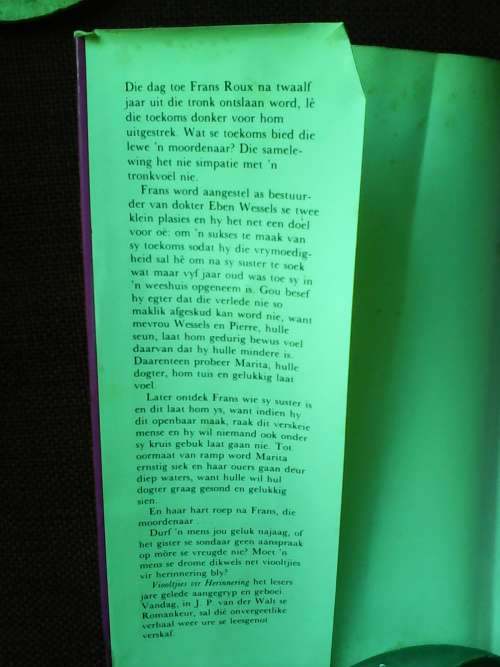 Die dag toe Frans Roux na twaalf
jaar uit die tronk ontslaan word, lê
die toekoms donker voor hom
uitgestrek. Wat se toekoms bied die
lewe 'n moordenaar? Die samele-
wing het nie simpatie met 'n
tronkvoël nie.
Frans word aangestel as bestuur-
der van dokter Eben Wessels se twee
klein plasies en hy het net een doel
voor oë: om 'n sukses te maak van
sy toekoms sodat hy die vrymoedig-
heid sal hê om na sy suster te soek
wat maar vyf jaar oud was toe sy in
'n weeshuis opgeneem is. Gou besef
hy egter dat die verlede nie so
maklik afgeskud kan word nie, want
mevrou Wessels en Pierre, hulle
seun, laat hom gedurig bewus voel
daarvan dat hy hulle mindere is.
Daarenteen probeer Marita, hulle
dogter, hom tuis en gelukkig laat
voel.
Later ontdek Frans wie sy suster is
en dit laat hom ys, want indien hy
dit openbaar maak, raak dit verskeie
mense en hy wil niemand ook onder
sy kruis gebuk laat gaan nie. Tot
oormaat van ramp word Marita
ernstig siek en haar ouers gaan deur
diep waters, want hulle wil hul
dogter graag gesond en gelukkig
sien.
En haar hart roep na Frans, die
moordenaar . . .
Durf 'n mens jou geluk najaag, of
het gister se sondaar geen aanspraak
op môre se vreugde nie? Moet 'n
mens se drome dikwels net viooltjies
vir herinnering bly?
Viooltjies vir Herinnering het lesers
jare gelede aangegryp en geboei.
Vandag, in J. P. van der Walt se
Romankeur, sal dié onvergeetlike
verhaal weer ure se leesgenot
verskaf.